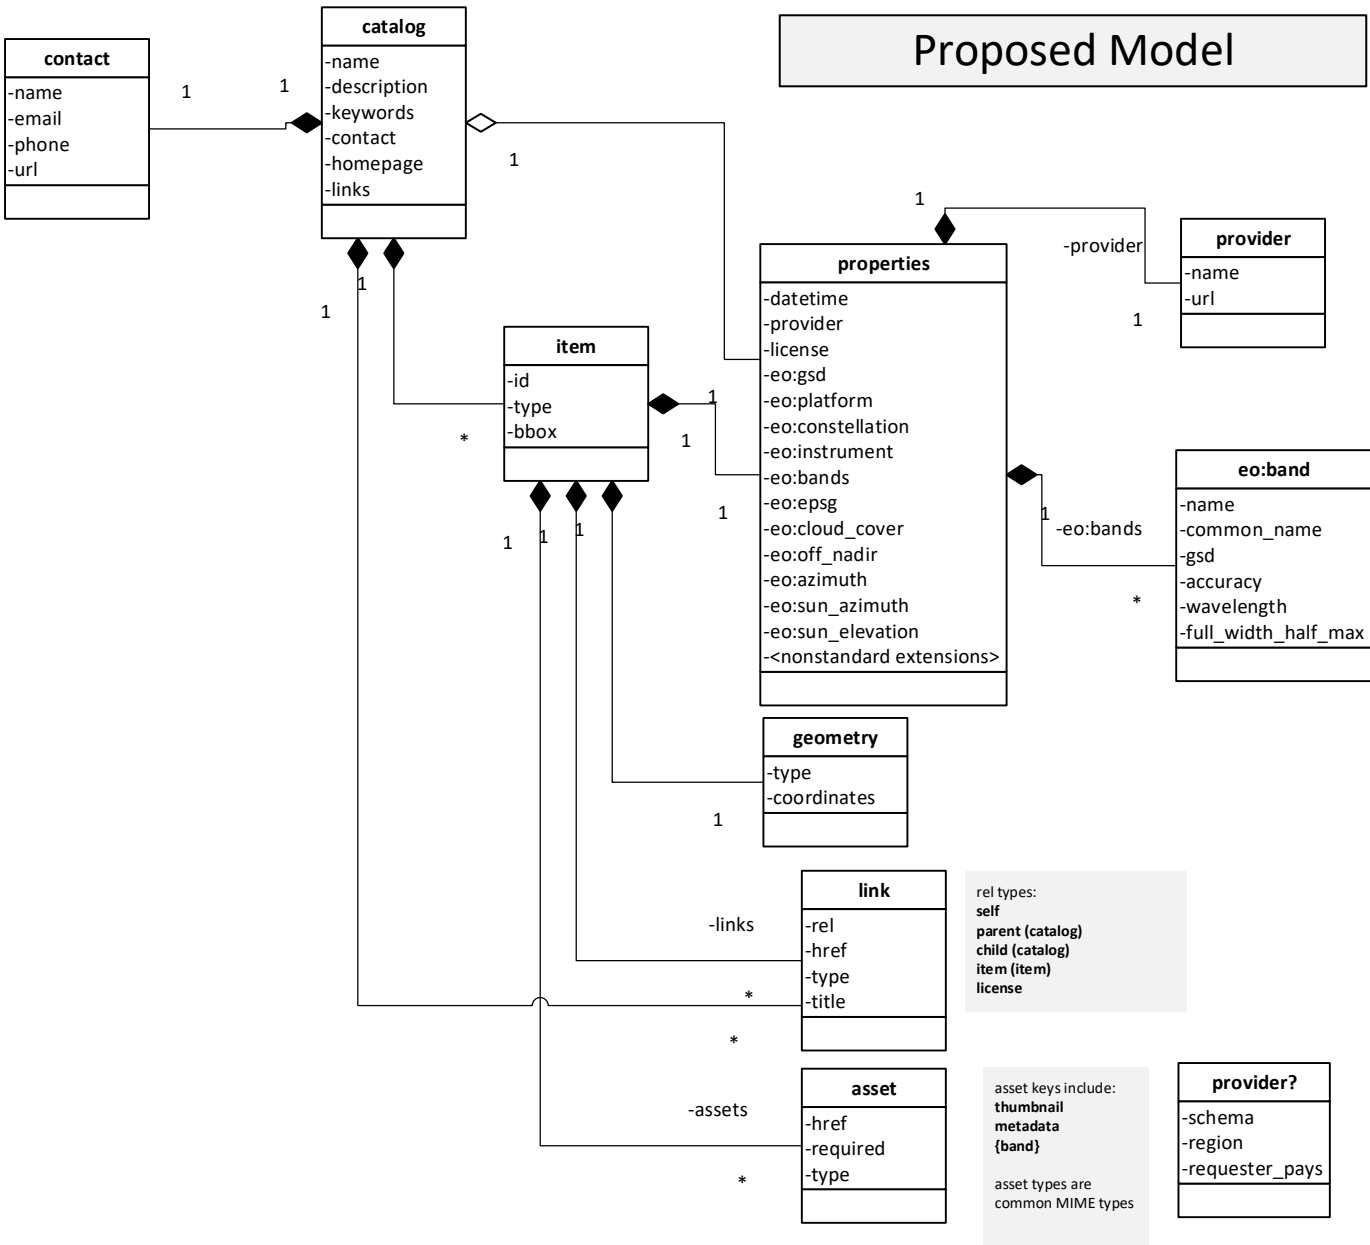 Proposed Model
contact
-name
-email
-phone
-url
1
1
catalog
-name
-description
-keywords
-contact
-homepage
-links
1
1
1
item
-id
-type
-bbox
*
1
1
1
1
1
1
properties
-datetime
-provider
-license
-eo:gsd
-eo:platform
-eo:constellation
-eo:instrument
-eo:bands
-eo:epsg
-eo:cloud_cover
-eo:off_nadir
-eo:azimuth
-eo:sun_azimuth
-eo:sun_elevation
-<nonstandard extensions>
1
-provider
1
provider
-name
-url
1
-eo:bands
*
eo:band
-name
-common_name
-gsd
-accuracy
-wavelength
-full_width_half_max
geometry
-type
-coordinates
1
link
-rel
-href
-type
-title
-links
*
*
rel types:
self
parent (catalog)
child (catalog)
item (item)
license
asset
-href
-required
-type
-assets
*
asset keys include:
thumbnail
metadata
{band}
asset types are
common MIME types
provider?
-schema
-region
-requester_pays